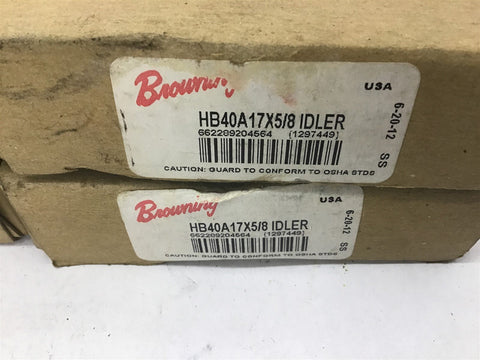 Browning
USA
HB40A17X5/8 IDLER
662289204564 (1297449)
CAUTION: GUARD TO CONFORM TO OSHA STDS
6-20-12 SS
Browning
USA
HB40A17X5/8 IDLER
662289204564 (1297449)
CAUTION: GUARD TO CONFORM TO OSHA STDS
6-20-12 SS